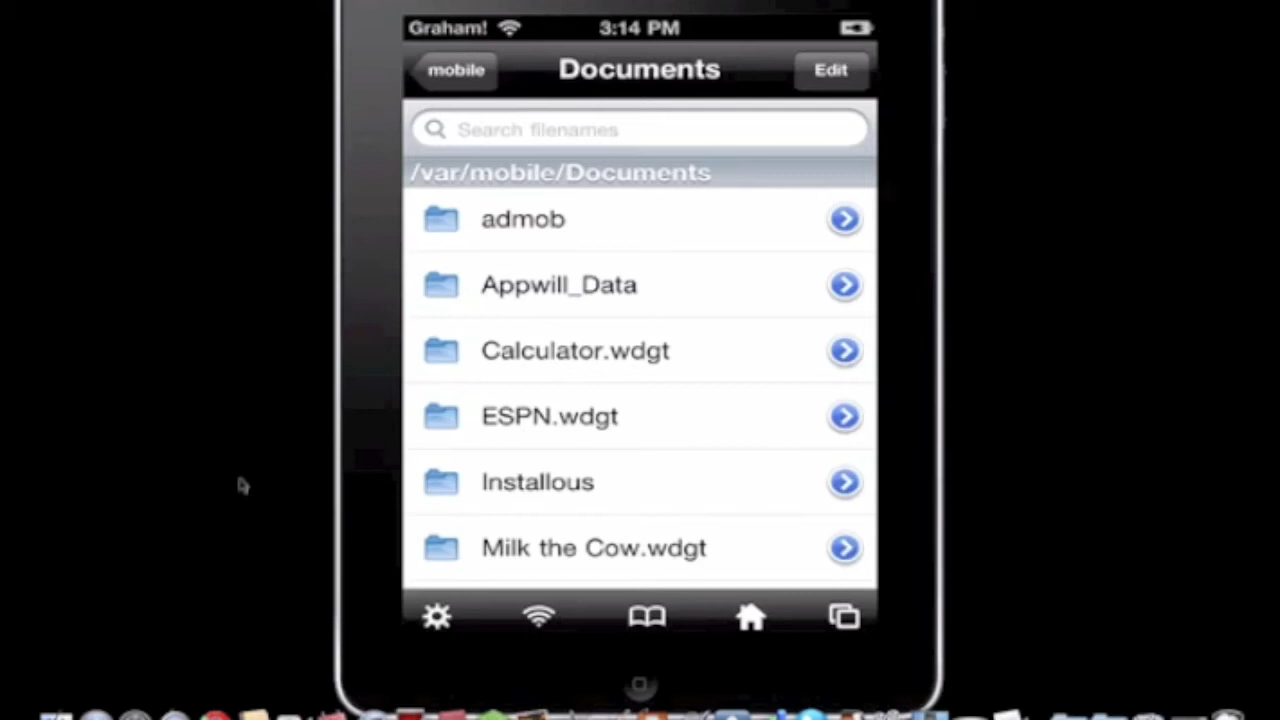 Graham! 3:14 PM
mobile Documents Edit
Search filenames
/var/mobile/Documents
admob
Appwill_Data
Calculator.wdgt
ESPN.wdgt
Installous
Milk the Cow.wdgt